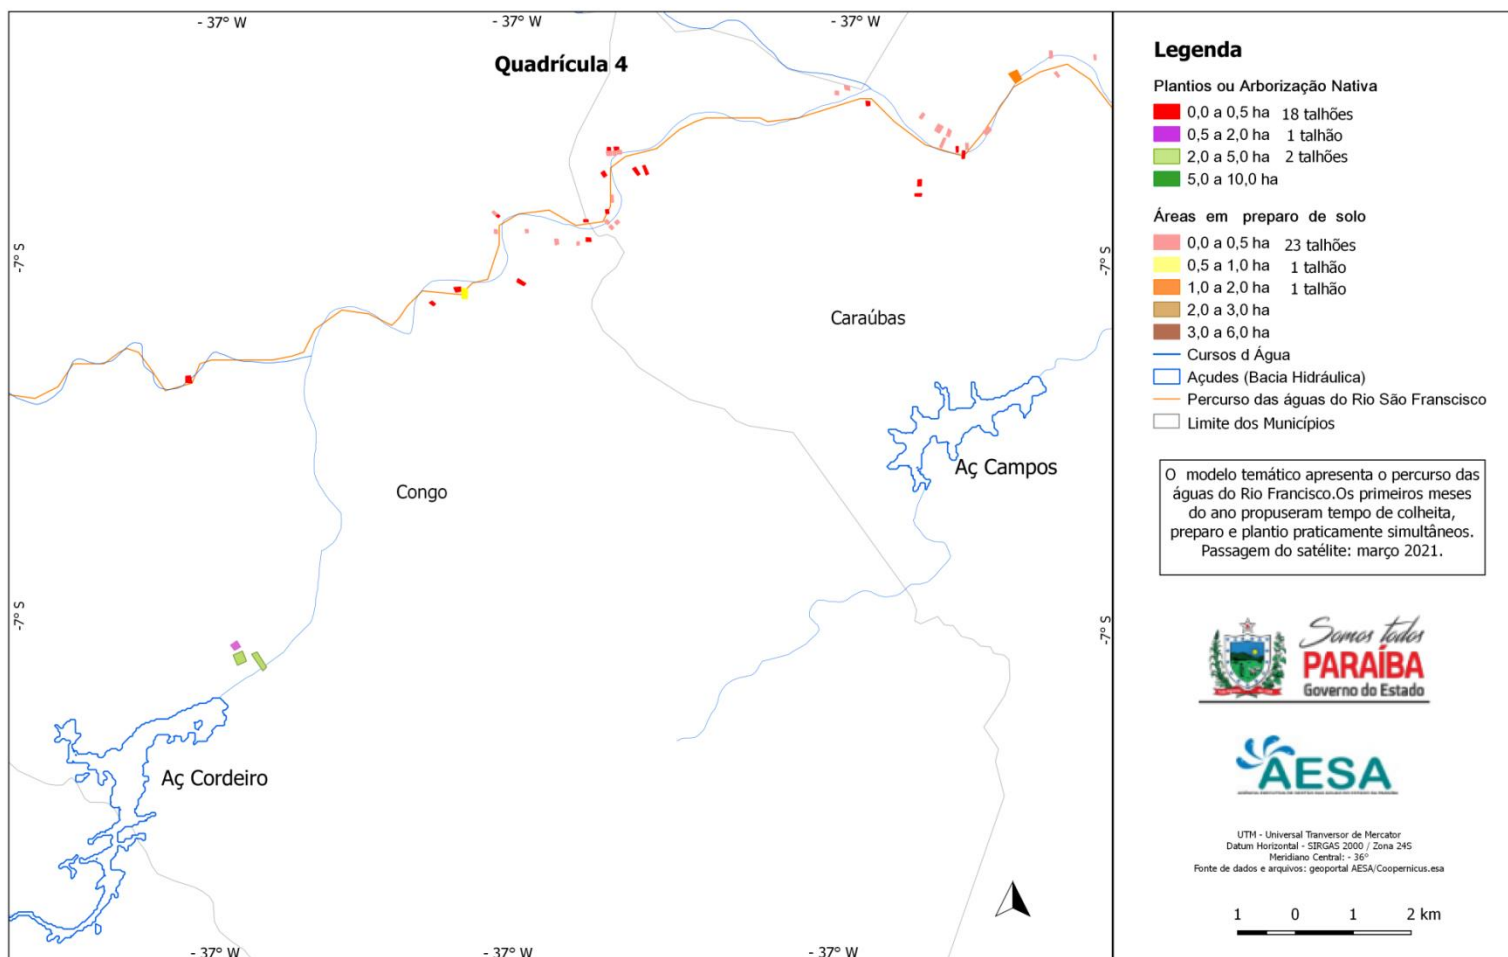 - 37° W
- 37° W
- 37° W
Quadrícula 4
-7° S
-7° S
Caraúbas
Aç Campos
Congo
-7° S
-7° S
Aç Cordeiro
- 37° W
- 37° W
- 37° W
Legenda
Plantios ou Arborização Nativa
0,0 a 0,5 ha 18 talhões
0,5 a 2,0 ha 1 talhão
2,0 a 5,0 ha 2 talhões
5,0 a 10,0 ha
Áreas em preparo de solo
0,0 a 0,5 ha 23 talhões
0,5 a 1,0 ha 1 talhão
1,0 a 2,0 ha 1 talhão
2,0 a 3,0 ha
3,0 a 6,0 ha
Cursos d Água
Açudes (Bacia Hidráulica)
Percurso das águas do Rio São Franscisco
Limite dos Municípios
O modelo temático apresenta o percurso das
águas do Rio Francisco.Os primeiros meses
do ano propuseram tempo de colheita,
preparo e plantio praticamente simultâneos.
Passagem do satélite: março 2021.
Somos todos
PARAÍBA
Governo do Estado
AESA
UTM - Universal Tranversor de Mercator
Datum Horizontal - SIRGAS 2000 / Zona 24S
Meridiano Central: - 36°
Fonte de dados e arquivos: geoportal AESA/Coopernicus.esa
1 0 1 2 km